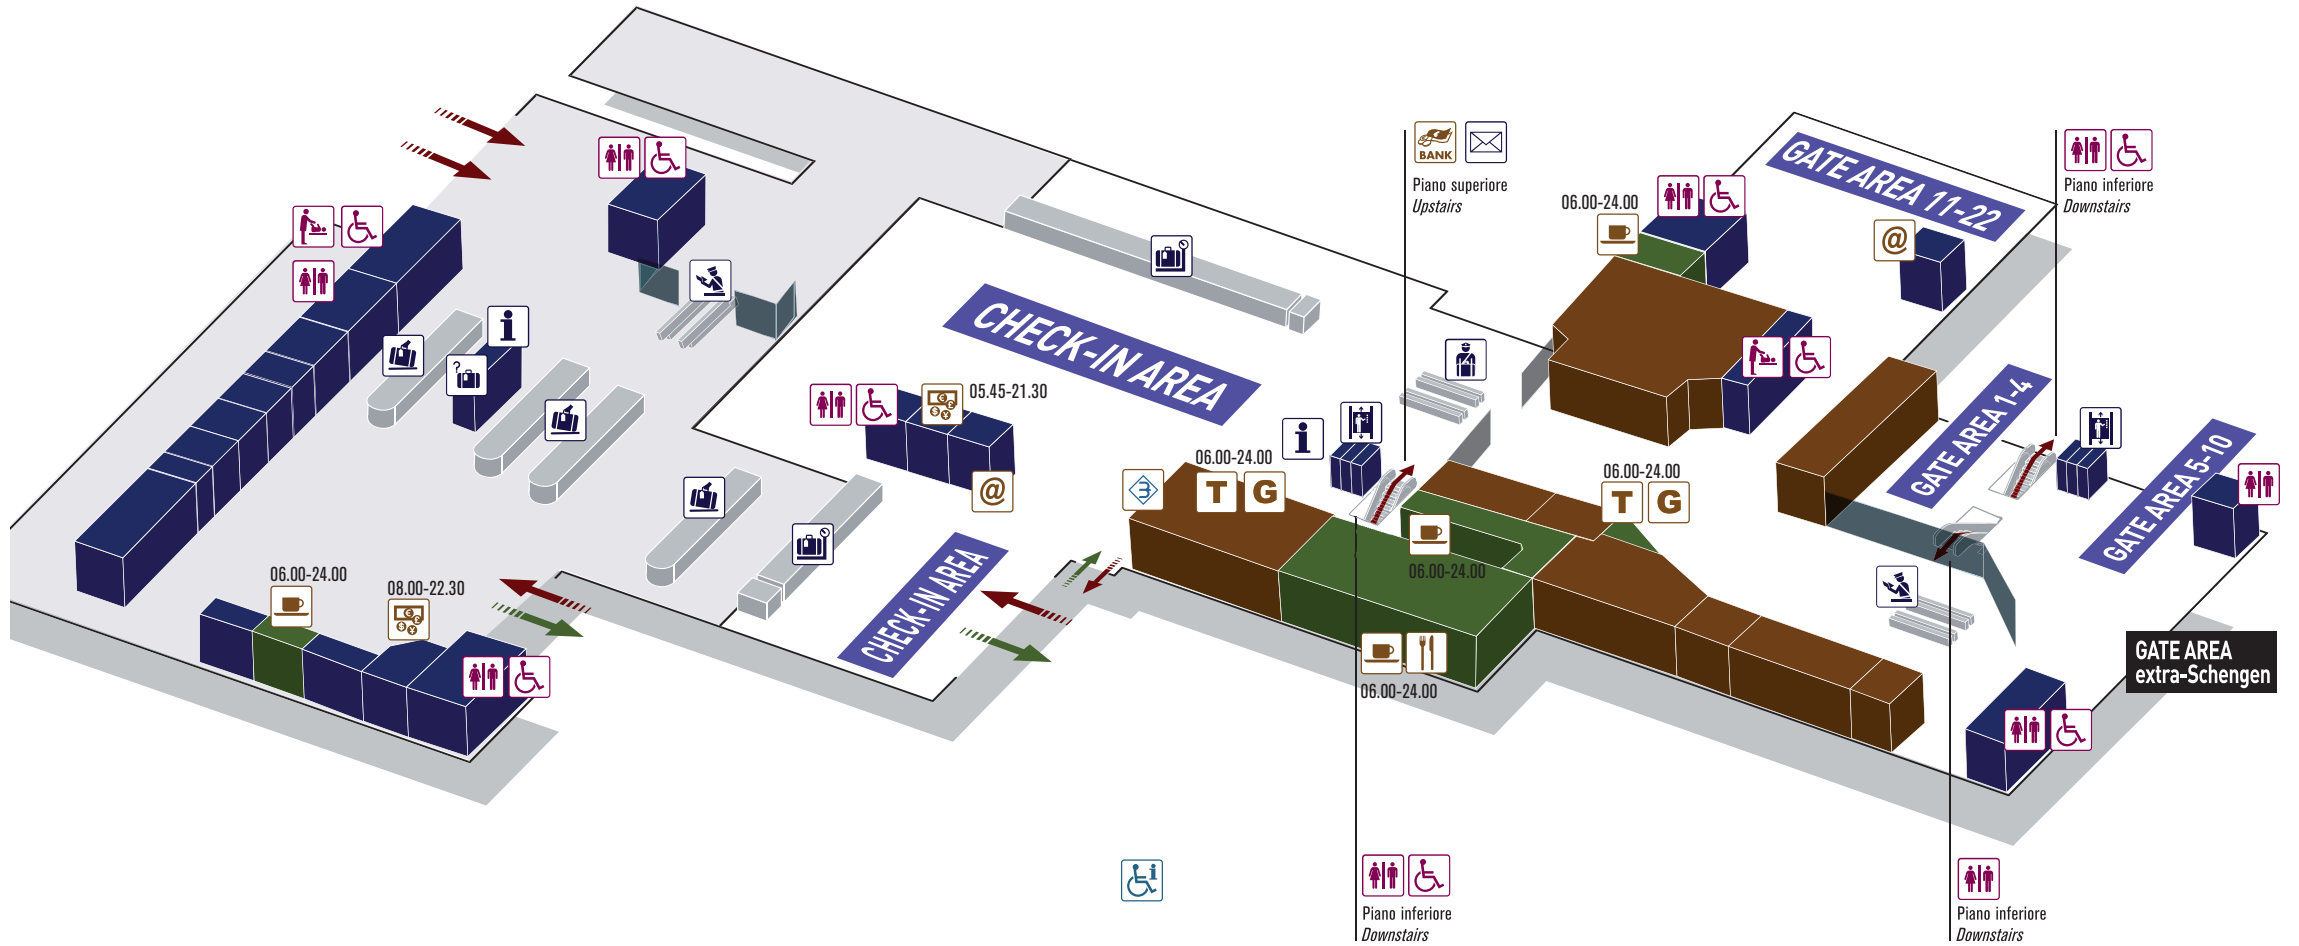 BANK
Piano superiore
Upstairs
Piano inferiore
Downstairs
GATE AREA 11-22
06.00-24.00
@
i
?
CHECK-IN AREA
05.45-21.30
@
i
06.00-24.00
T G
06.00-24.00
T G
GATE AREA 1-4
GATE AREA 5-10
06.00-24.00
CHECK-IN AREA
06.00-24.00
08.00-22.30
06.00-24.00
GATE AREA
extra-Schengen
i
Piano inferiore
Downstairs
Piano inferiore
Downstairs